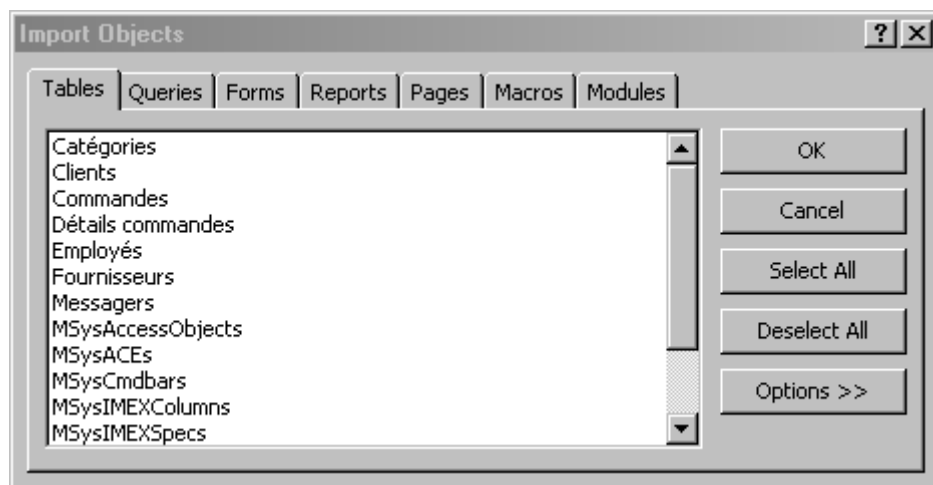 Import Objects
Tables Queries Forms Reports Pages Macros Modules
Catégories
Clients
Commandes
Détails commandes
Employés
Fournisseurs
Messagers
MSysAccessObjects
MSysACEs
MSysCmdbars
MSysIMEXColumns
MSysIMEXSpecs
OK
Cancel
Select All
Deselect All
Options >>